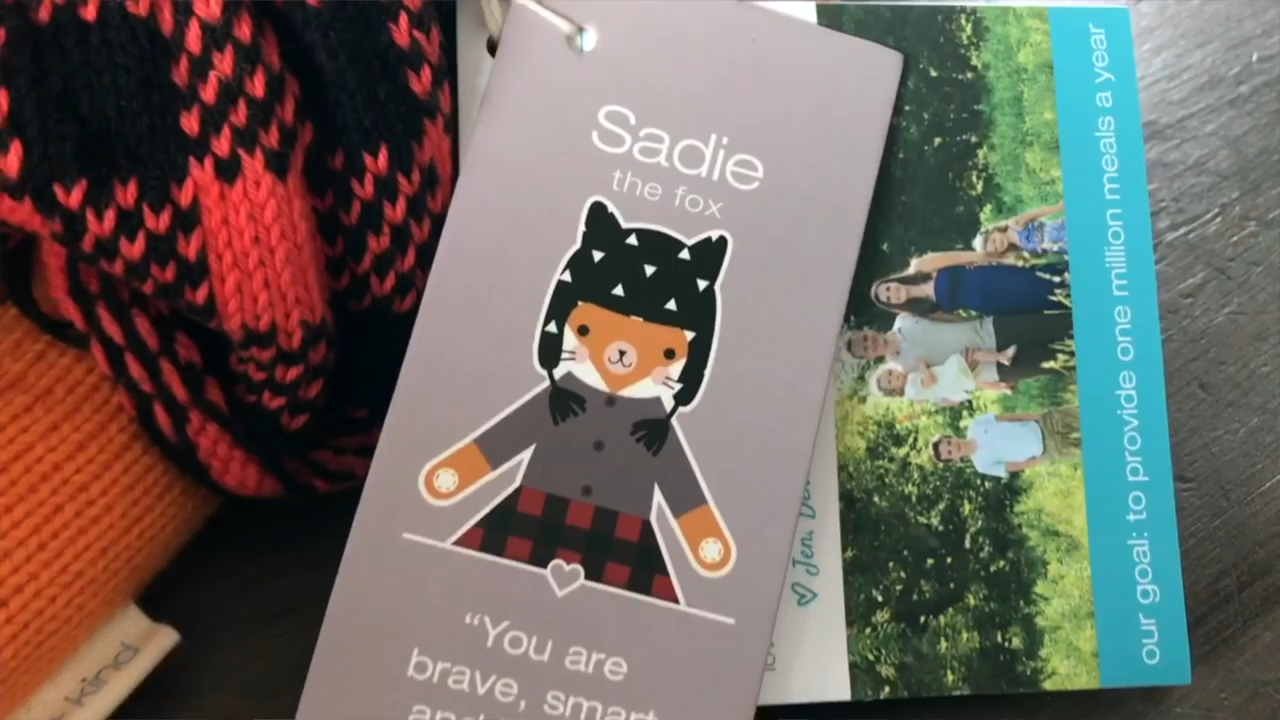 Sadie
the fox
"You are
brave, smart
our goal: to provide one million meals a year
Jen
kind